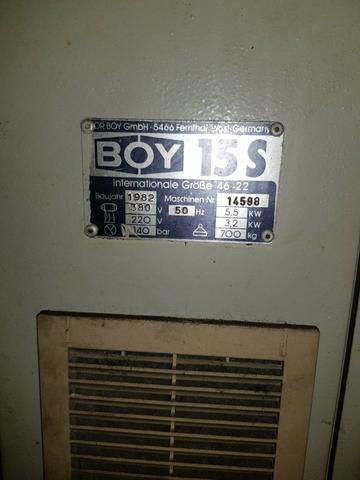 DR BOY GmbH · 5466 Fernthal West-Germany
BOY 15 S
Internationale Größe 46-22
Baujahr 1982 Maschinen Nr 14598
380 V 50 Hz 5,5 KW
220 V 3,2 KW
140 bar 700 kg